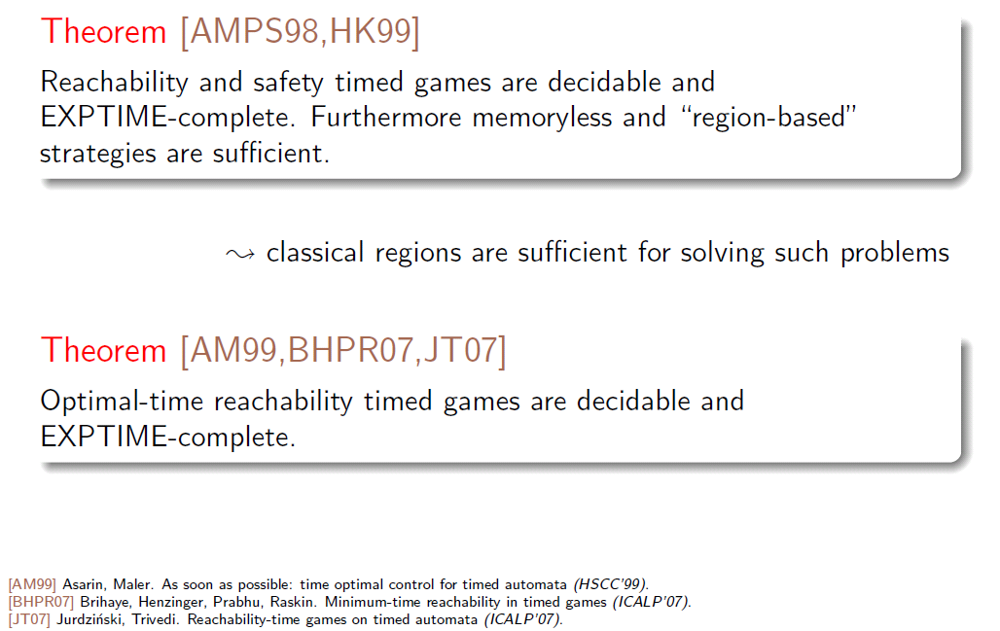 Theorem [AMPS98,HK99]
Reachability and safety timed games are decidable and
EXPTIME-complete. Furthermore memoryless and “region-based”
strategies are sufficient.
⇝ classical regions are sufficient for solving such problems
Theorem [AM99,BHPR07,JT07]
Optimal-time reachability timed games are decidable and
EXPTIME-complete.
[AM99] Asarin, Maler. As soon as possible: time optimal control for timed automata (HSCC’99).
[BHPR07] Brihaye, Henzinger, Prabhu, Raskin. Minimum-time reachability in timed games (ICALP’07).
[JT07] Jurdziński, Trivedi. Reachability-time games on timed automata (ICALP’07).